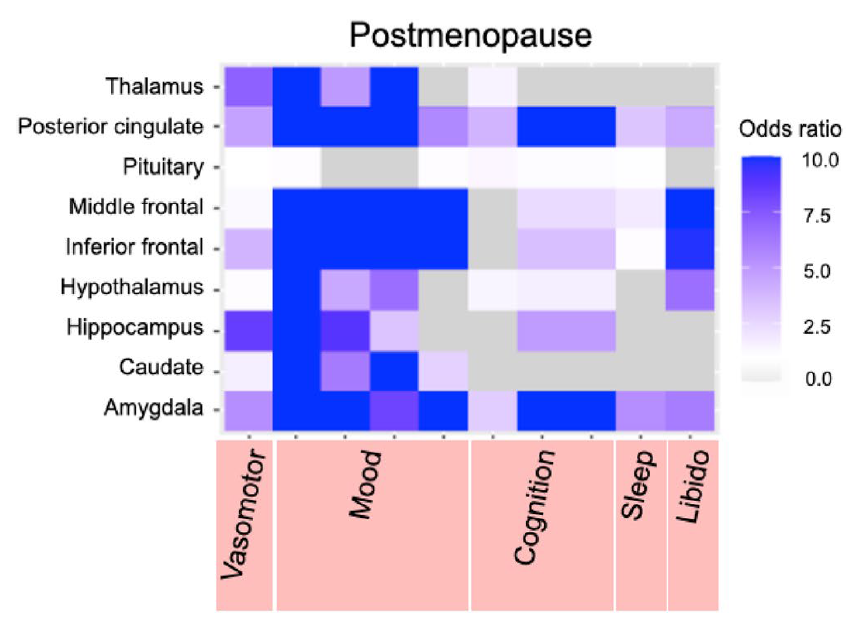 Postmenopause
Thalamus
Posterior cingulate
Pituitary
Middle frontal
Inferior frontal
Hypothalamus
Hippocampus
Caudate
Amygdala
Odds ratio
10.0
7.5
5.0
2.5
0.0
Vasomotor
Mood
Cognition
Sleep
Libido